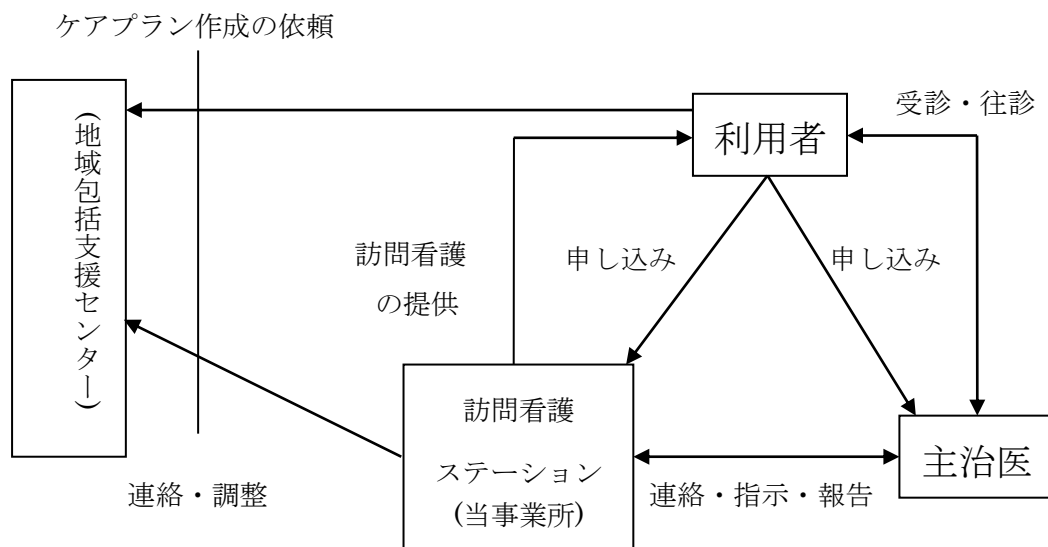 ケアプラン作成の依頼
(地域包括支援センター)
利用者
受診・往診
訪問看護
の提供
申し込み
申し込み
訪問看護
ステーション
(当事業所)
主治医
連絡・調整
連絡・指示・報告